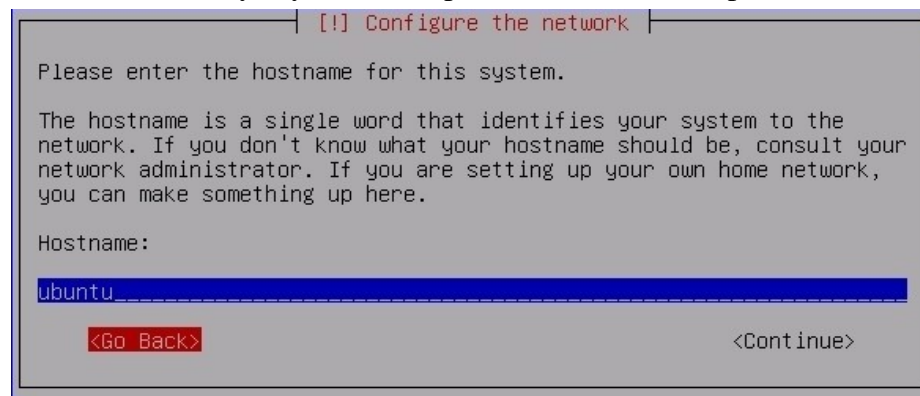 [!] Configure the network
Please enter the hostname for this system.
The hostname is a single word that identifies your system to the
network. If you don't know what your hostname should be, consult your
network administrator. If you are setting up your own home network,
you can make something up here.
Hostname:
ubuntu
<Go Back> <Continue>